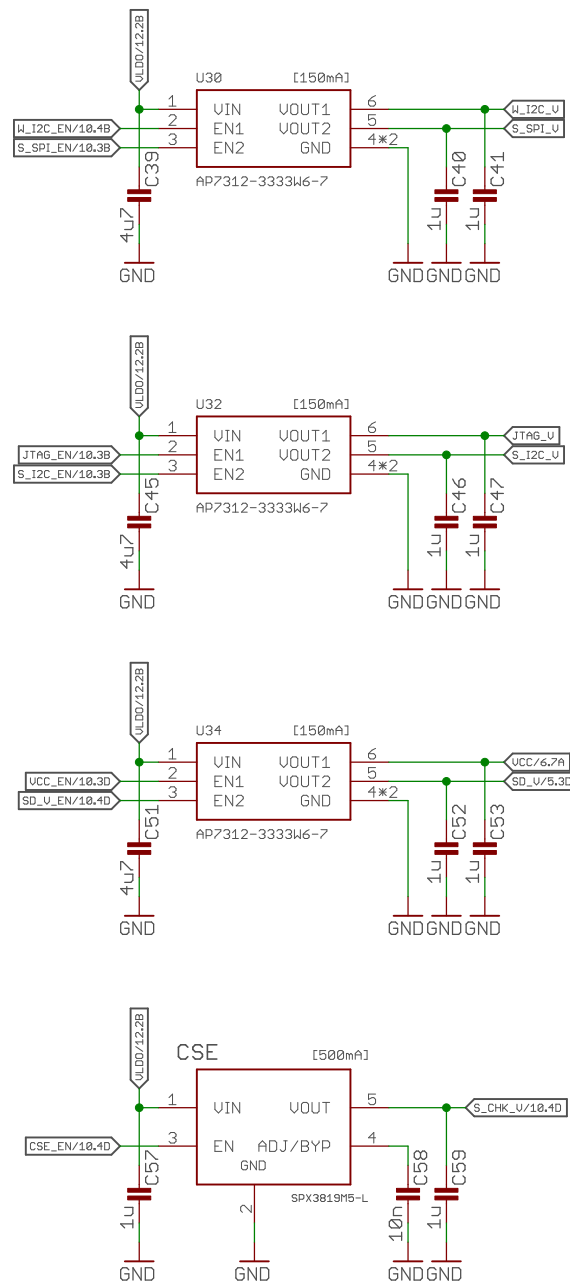 VLDO/12.2B
U30 [150mA]
1 VIN VOUT1 6 W_I2C_V
W_I2C_EN/10.4B 2 EN1 VOUT2 5 S_SPI_V
S_SPI_EN/10.3B 3 EN2 GND 4*2
AP7312-3333W6-7
C39 4u7
C40 1u
C41 1u
GND GND GND GND
VLDO/12.2B
U32 [150mA]
1 VIN VOUT1 6 JTAG_V
JTAG_EN/10.3B 2 EN1 VOUT2 5 S_I2C_V
S_I2C_EN/10.3B 3 EN2 GND 4*2
AP7312-3333W6-7
C45 4u7
C46 1u
C47 1u
GND GND GND GND
VLDO/12.2B
U34 [150mA]
1 VIN VOUT1 6 VCC/6.7A
VCC_EN/10.3D 2 EN1 VOUT2 5 SD_V/5.3D
SD_V_EN/10.4D 3 EN2 GND 4*2
AP7312-3333W6-7
C51 4u7
C52 1u
C53 1u
GND GND GND GND
VLDO/12.2B
CSE [500mA]
1 VIN VOUT 5 S_CHK_V/10.4D
CSE_EN/10.4D 3 EN ADJ/BYP 4
GND
2
SPX3819M5-L
C57 1u
C58 10n
C59 1u
GND GND GND GND